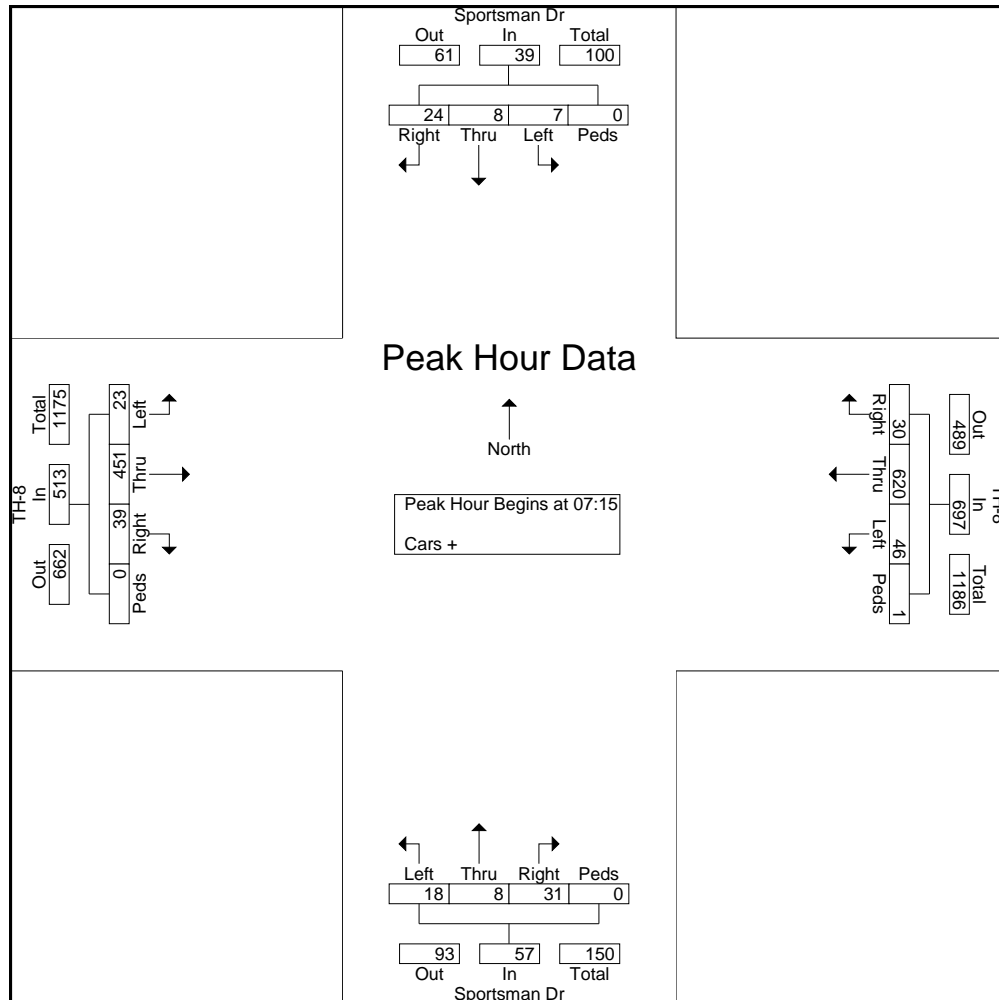 Sportsman Dr
Out In Total
61 39 100
24 8 7 0
Right Thru Left Peds
Peak Hour Data
North
Peak Hour Begins at 07:15
Cars +
TH-8
Total In Out
1175 513 662
23 451 39 0
Left Thru Right Peds
TH-8
Out In Total
489 697 1186
30 620 46 1
Right Thru Left Peds
Left Thru Right Peds
18 8 31 0
93 57 150
Out In Total
Sportsman Dr